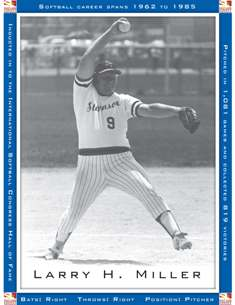 Softball career spans 1962 to 1985
Inducted in to the International Softball Congress Hall of Fame
Pitched in 1,081 games and collected 819 victories
9
Larry H. Miller
Bats: Right Throws: Right Position: Pitcher